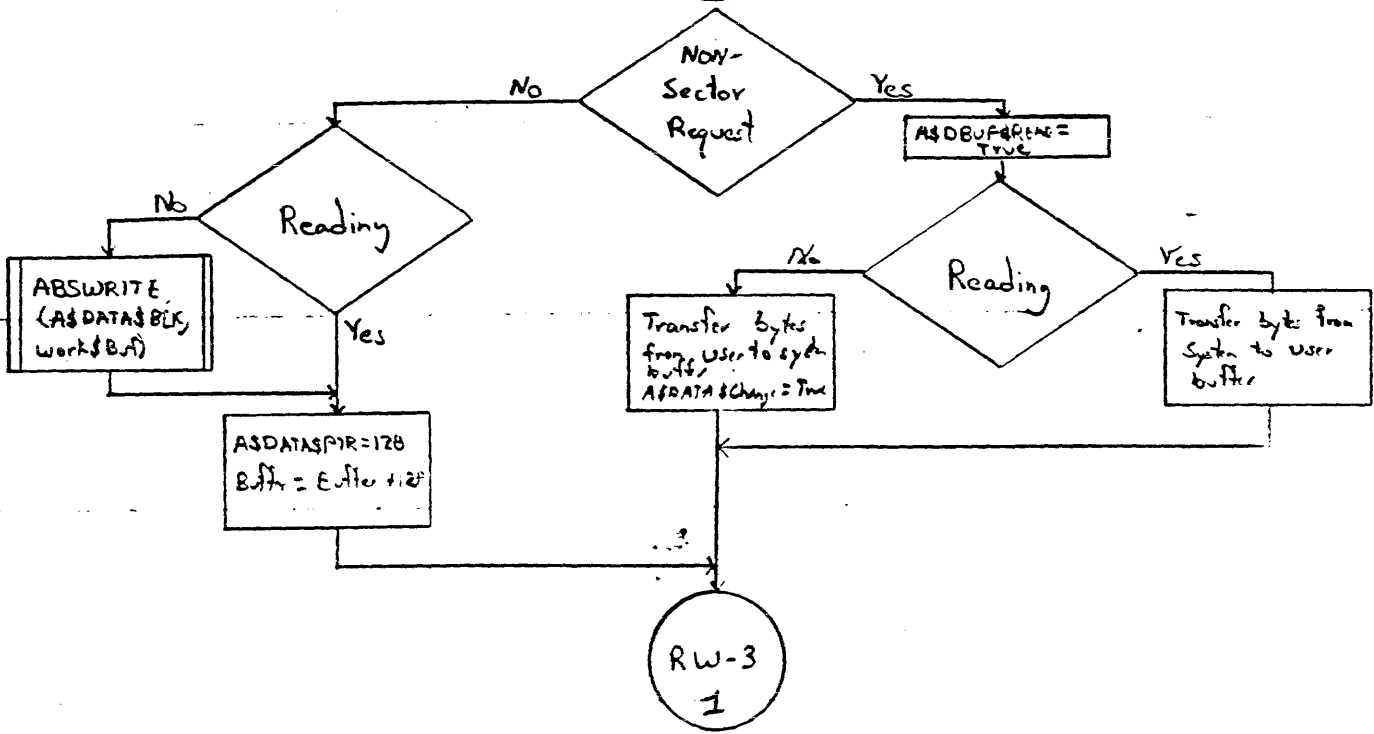 Non-
Sector
Request
No
Yes
A$DBUF$READ=
True
Reading
No
Yes
ABSWRITE
(A$DATA$BLK,
Work$Buf)
Reading
No
Yes
Transfer bytes
from user to system
buffer
A$DATA$Change=True
Transfer bytes from
System to user
buffer
A$DATA$PTR=128
Buffer = Buffer +128
RW-3
1